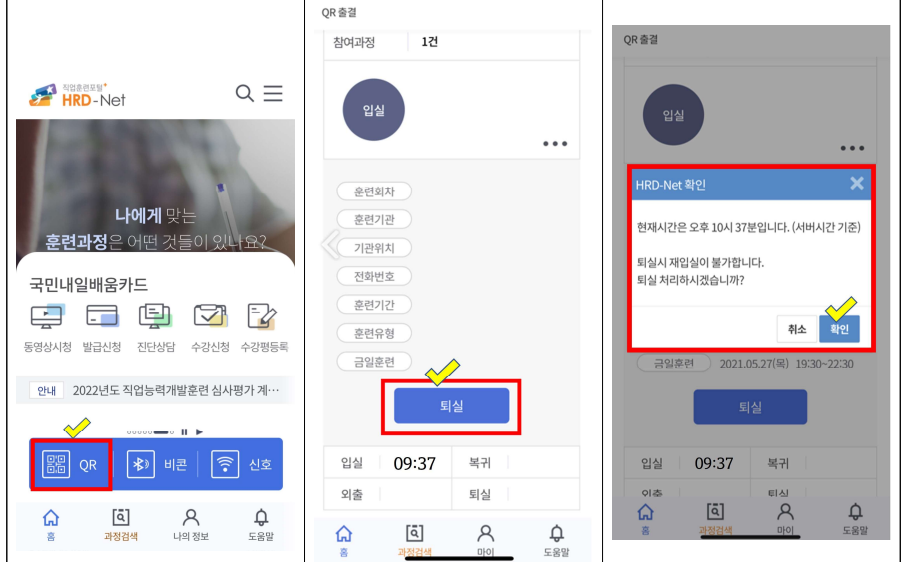 직업훈련포털
HRD-Net
나에게 맞는
훈련과정은 어떤 것들이 있나요?
국민내일배움카드
동영상시청 발급신청 진단상담 수강신청 수강평등록
안내 2022년도 직업능력개발훈련 심사평가 계…
QR 비콘 신호
홈 과정검색 나의 정보 도움말
QR 출결
참여과정 1건
입실
훈련회차
훈련기관
기관위치
전화번호
훈련기간
훈련유형
금일훈련
퇴실
입실 09:37 복귀
외출 퇴실
홈 과정검색 마이 도움말
QR 출결
입실
HRD-Net 확인
현재시간은 오후 10시 37분입니다. (서버시간 기준)
퇴실시 재입실이 불가합니다.
퇴실 처리하시겠습니까?
취소 확인
금일훈련 2021.05.27(목) 19:30~22:30
퇴실
입실 09:37 복귀
외출 퇴실
홈 과정검색 마이 도움말